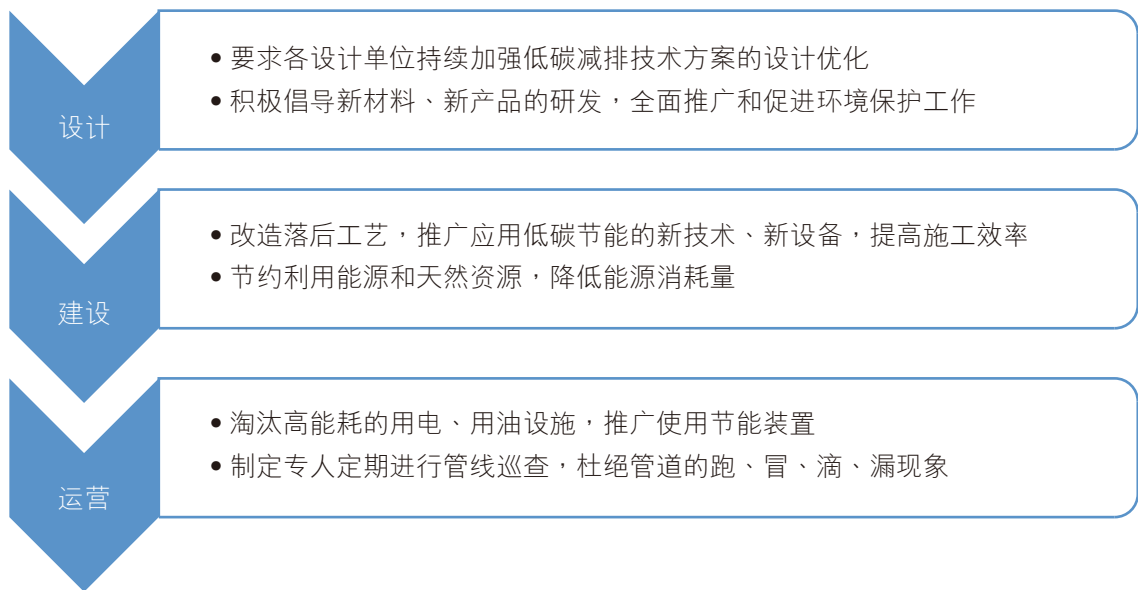 设计
• 要求各设计单位持续加强低碳减排技术方案的设计优化
• 积极倡导新材料、新产品的研发，全面推广和促进环境保护工作
建设
• 改造落后工艺，推广应用低碳节能的新技术、新设备，提高施工效率
• 节约利用能源和天然资源，降低能源消耗量
运营
• 淘汰高能耗的用电、用油设施，推广使用节能装置
• 制定专人定期进行管线巡查，杜绝管道的跑、冒、滴、漏现象